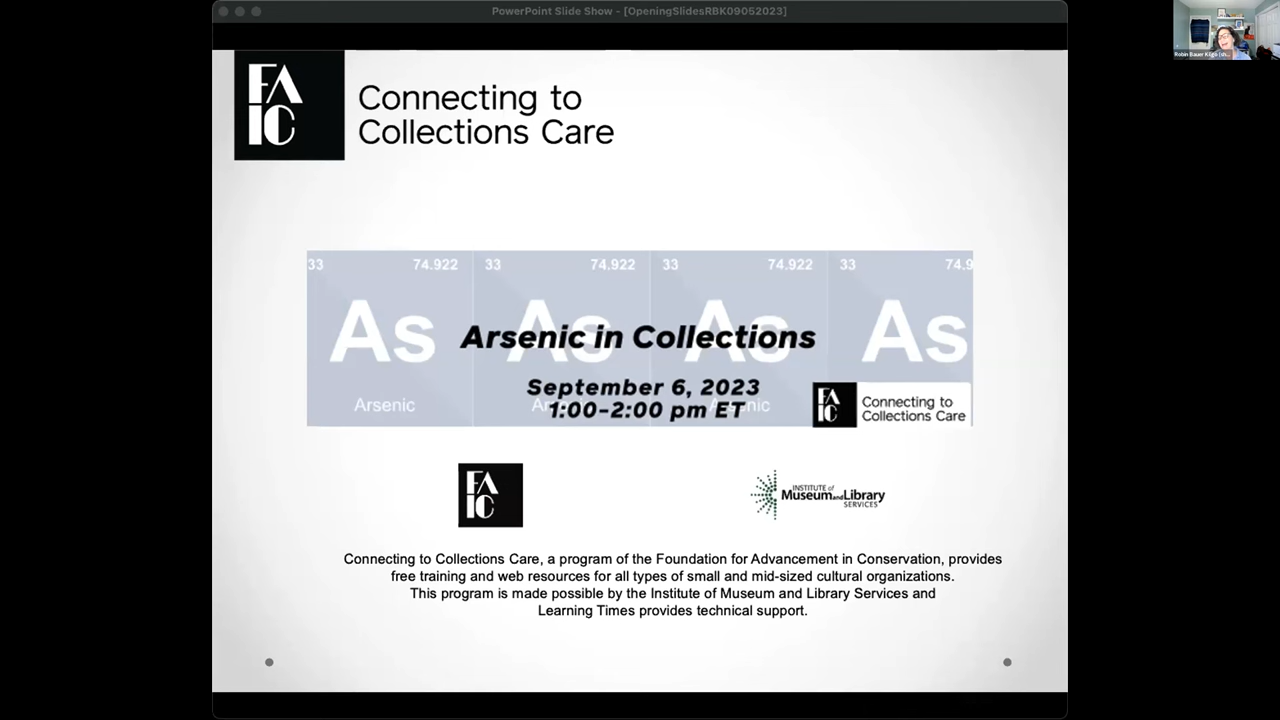 PowerPoint Slide Show - [OpeningSlidesRBK09052023]
Robin Bauer Kilgo
FA
IC
Connecting to
Collections Care
33 74.922 33 74.922 33 74.922 33 74.9
As As As As
Arsenic in Collections
September 6, 2023
1:00-2:00 pm ET
Arsenic
FA
IC
Connecting to
Collections Care
FA
IC
INSTITUTE of
Museum and Library
SERVICES
Connecting to Collections Care, a program of the Foundation for Advancement in Conservation, provides
free training and web resources for all types of small and mid-sized cultural organizations.
This program is made possible by the Institute of Museum and Library Services and
Learning Times provides technical support.